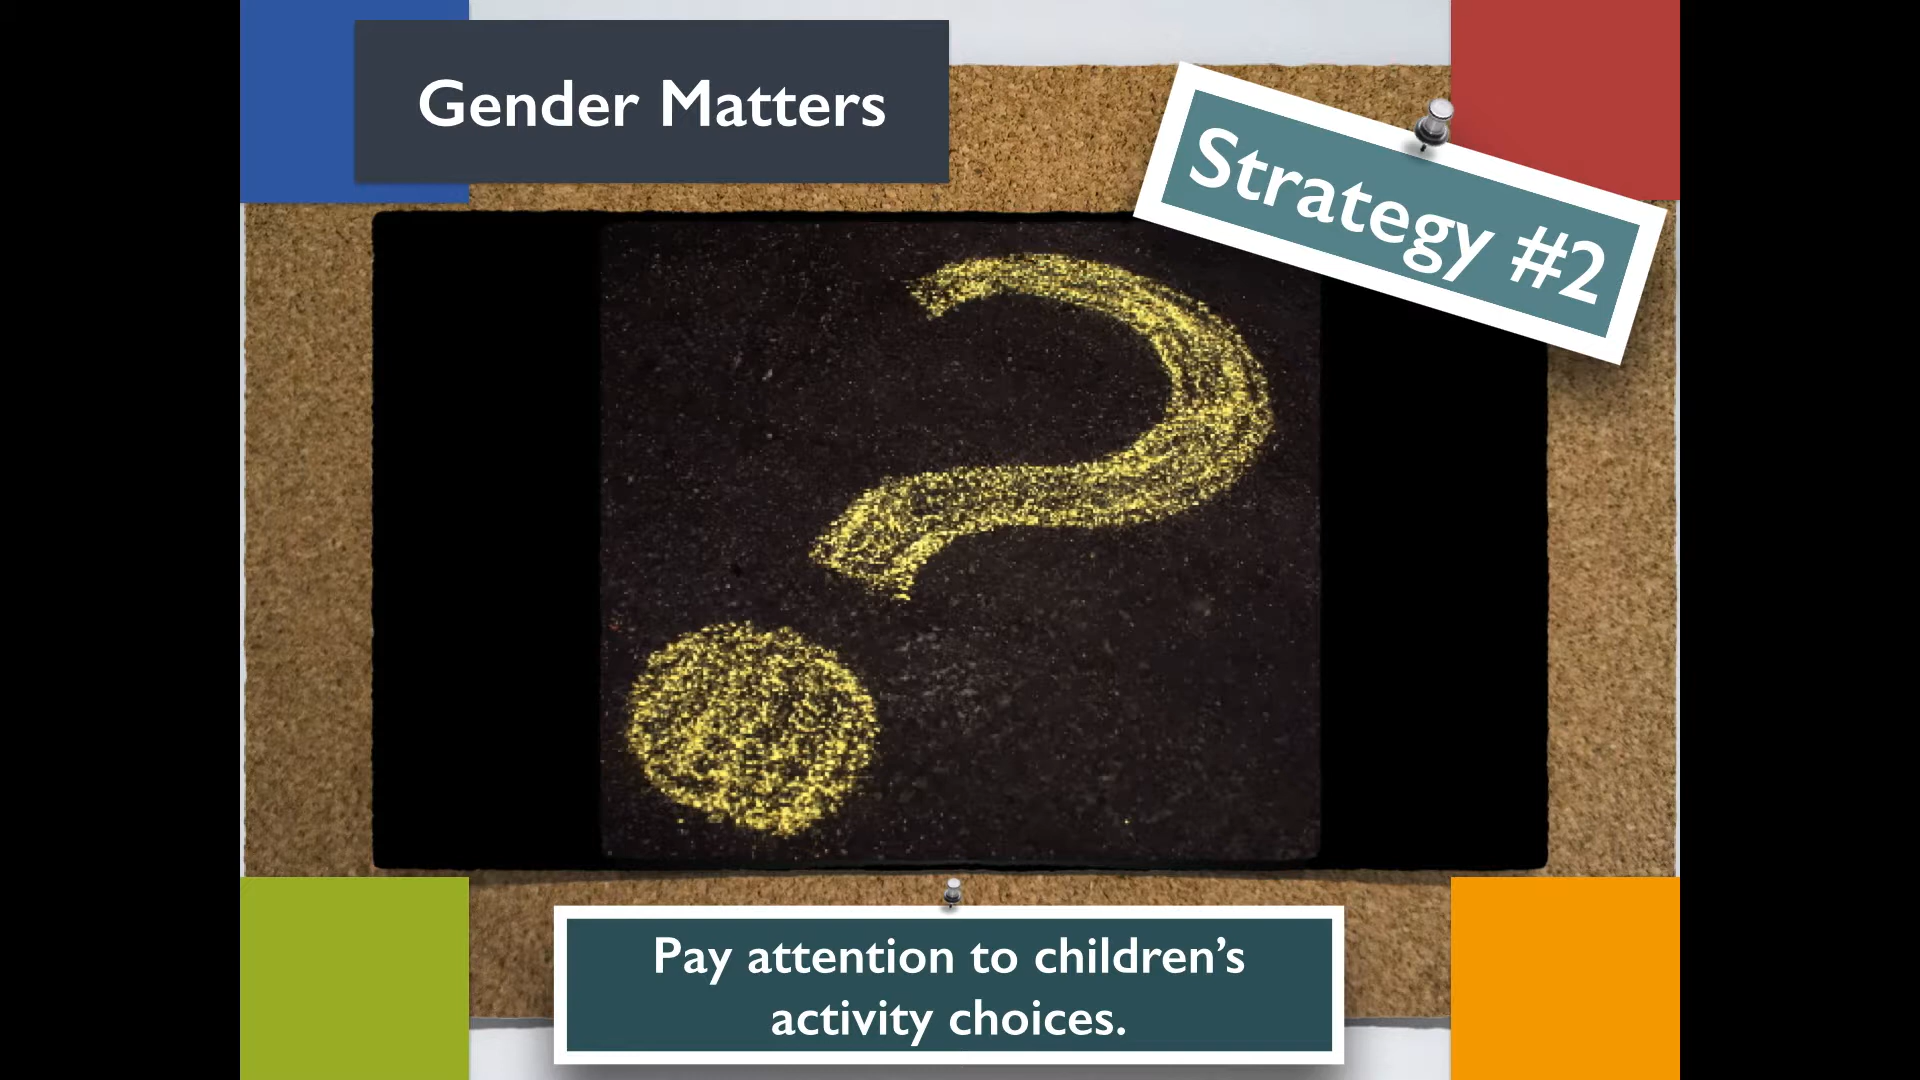 Gender Matters
Strategy #2
Pay attention to children’s
activity choices.